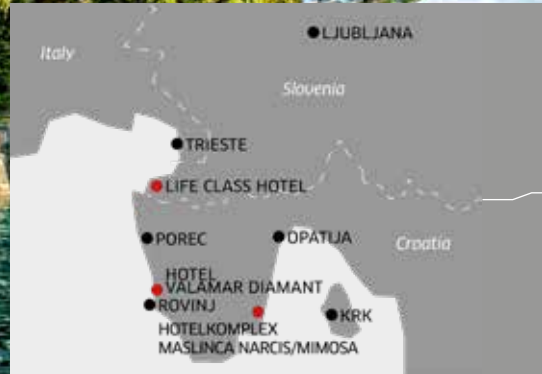 LJUBLJANA
Italy
Slovenia
TRIESTE
LIFE CLASS HOTEL
POREC
OPATIJA
Croatia
HOTEL
VALAMAR DIAMANT
ROVINJ
KRK
HOTELKOMPLEX
MASLINCA NARCIS/MIMOSA